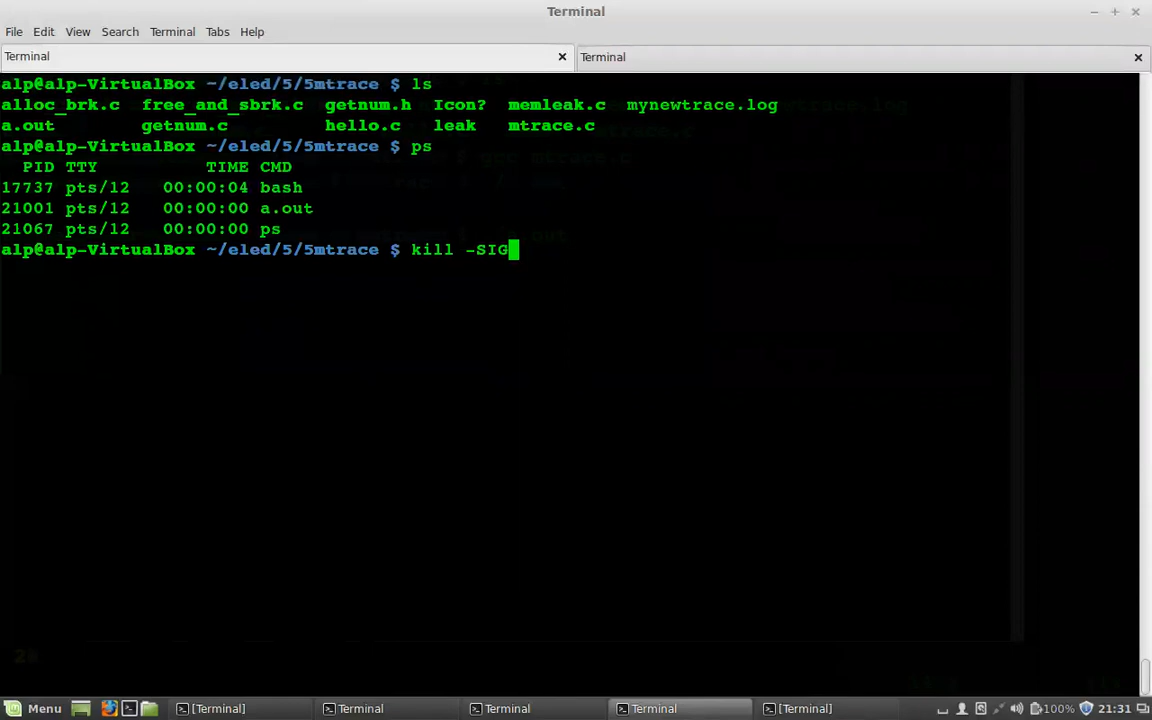 Terminal
File Edit View Search Terminal Tabs Help
Terminal Terminal
alp@alp-VirtualBox ~/eled/5/5mtrace $ ls
alloc_brk.c free_and_sbrk.c getnum.h Icon? memleak.c mynewtrace.log
a.out getnum.c hello.c leak mtrace.c
alp@alp-VirtualBox ~/eled/5/5mtrace $ ps
PID TTY TIME CMD
17737 pts/12 00:00:04 bash
21001 pts/12 00:00:00 a.out
21067 pts/12 00:00:00 ps
alp@alp-VirtualBox ~/eled/5/5mtrace $ kill -SIG
Menu [Terminal] Terminal Terminal Terminal [Terminal] 100% 21:31